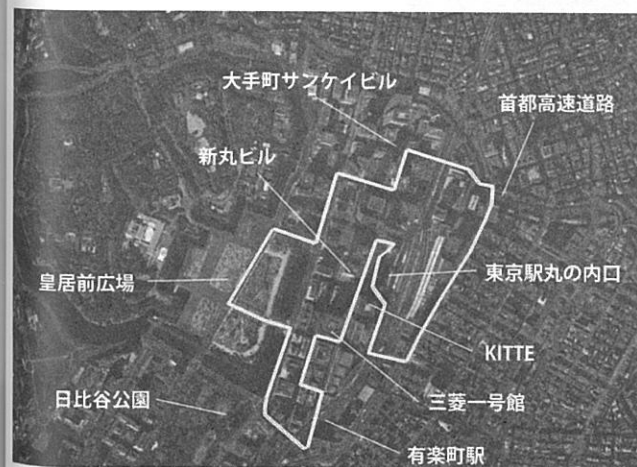 大手町サンケイビル
首都高速道路
新丸ビル
皇居前広場
東京駅丸の内口
KITTE
日比谷公園
三菱一号館
有楽町駅